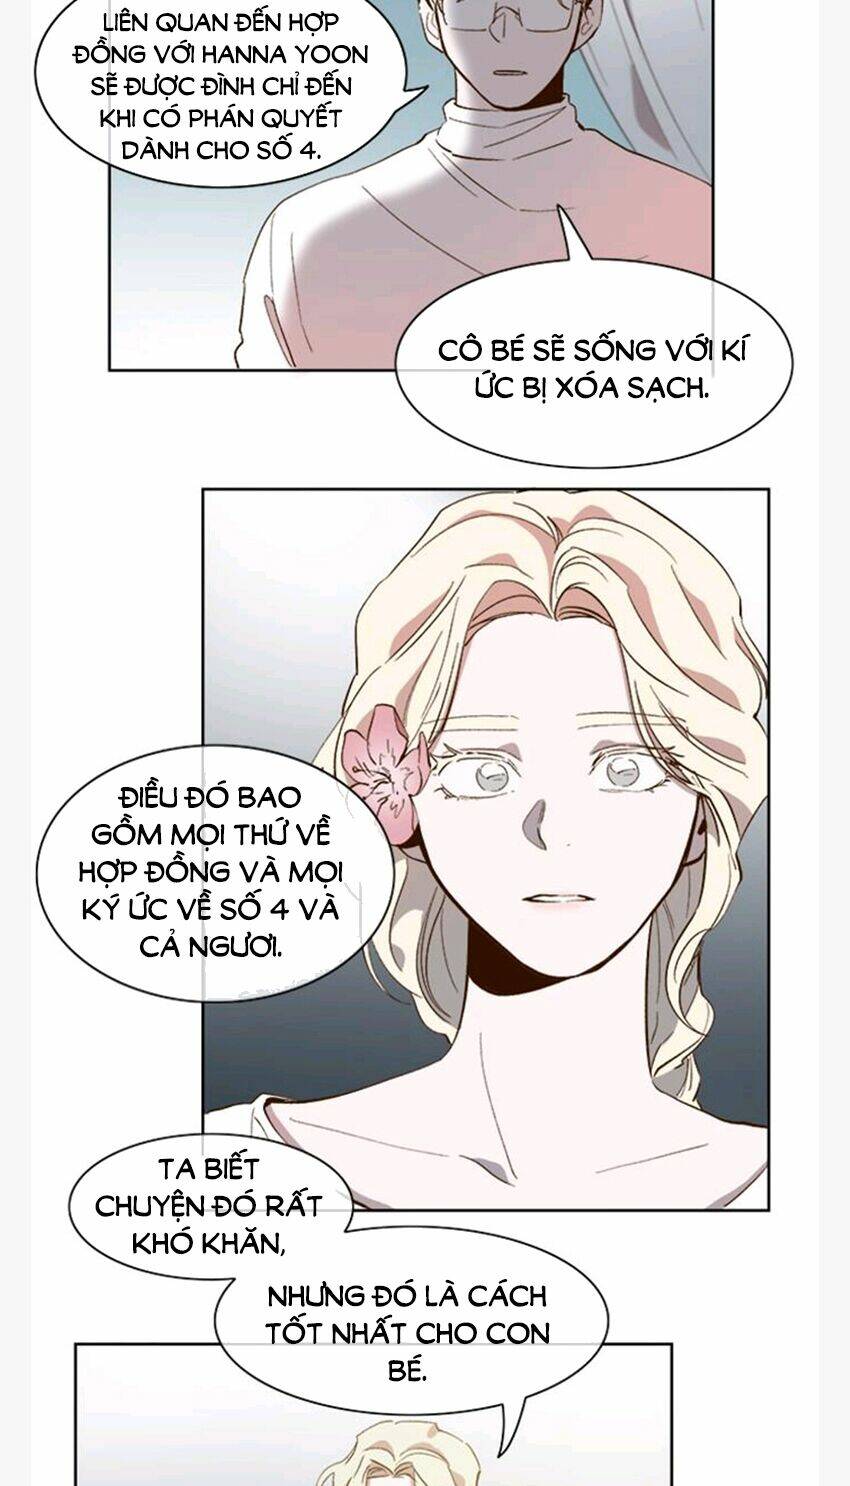 LIÊN QUAN ĐẾN HỢP
ĐỒNG VỚI HANNA YOON
SẼ ĐƯỢC ĐÌNH CHỈ ĐẾN
KHI CÓ PHÁN QUYẾT
DÀNH CHO SỐ 4.
CÔ BÉ SẼ SỐNG VỚI KÍ
ỨC BỊ XÓA SẠCH.
ĐIỀU ĐÓ BAO
GỒM MỌI THỨ VỀ
HỢP ĐỒNG VÀ MỌI
KÝ ỨC VỀ SỐ 4 VÀ
CẢ NGƯƠI.
TA BIẾT
CHUYỆN ĐÓ RẤT
KHÓ KHĂN,
NHƯNG ĐÓ LÀ CÁCH
TỐT NHẤT CHO CON
BÉ.